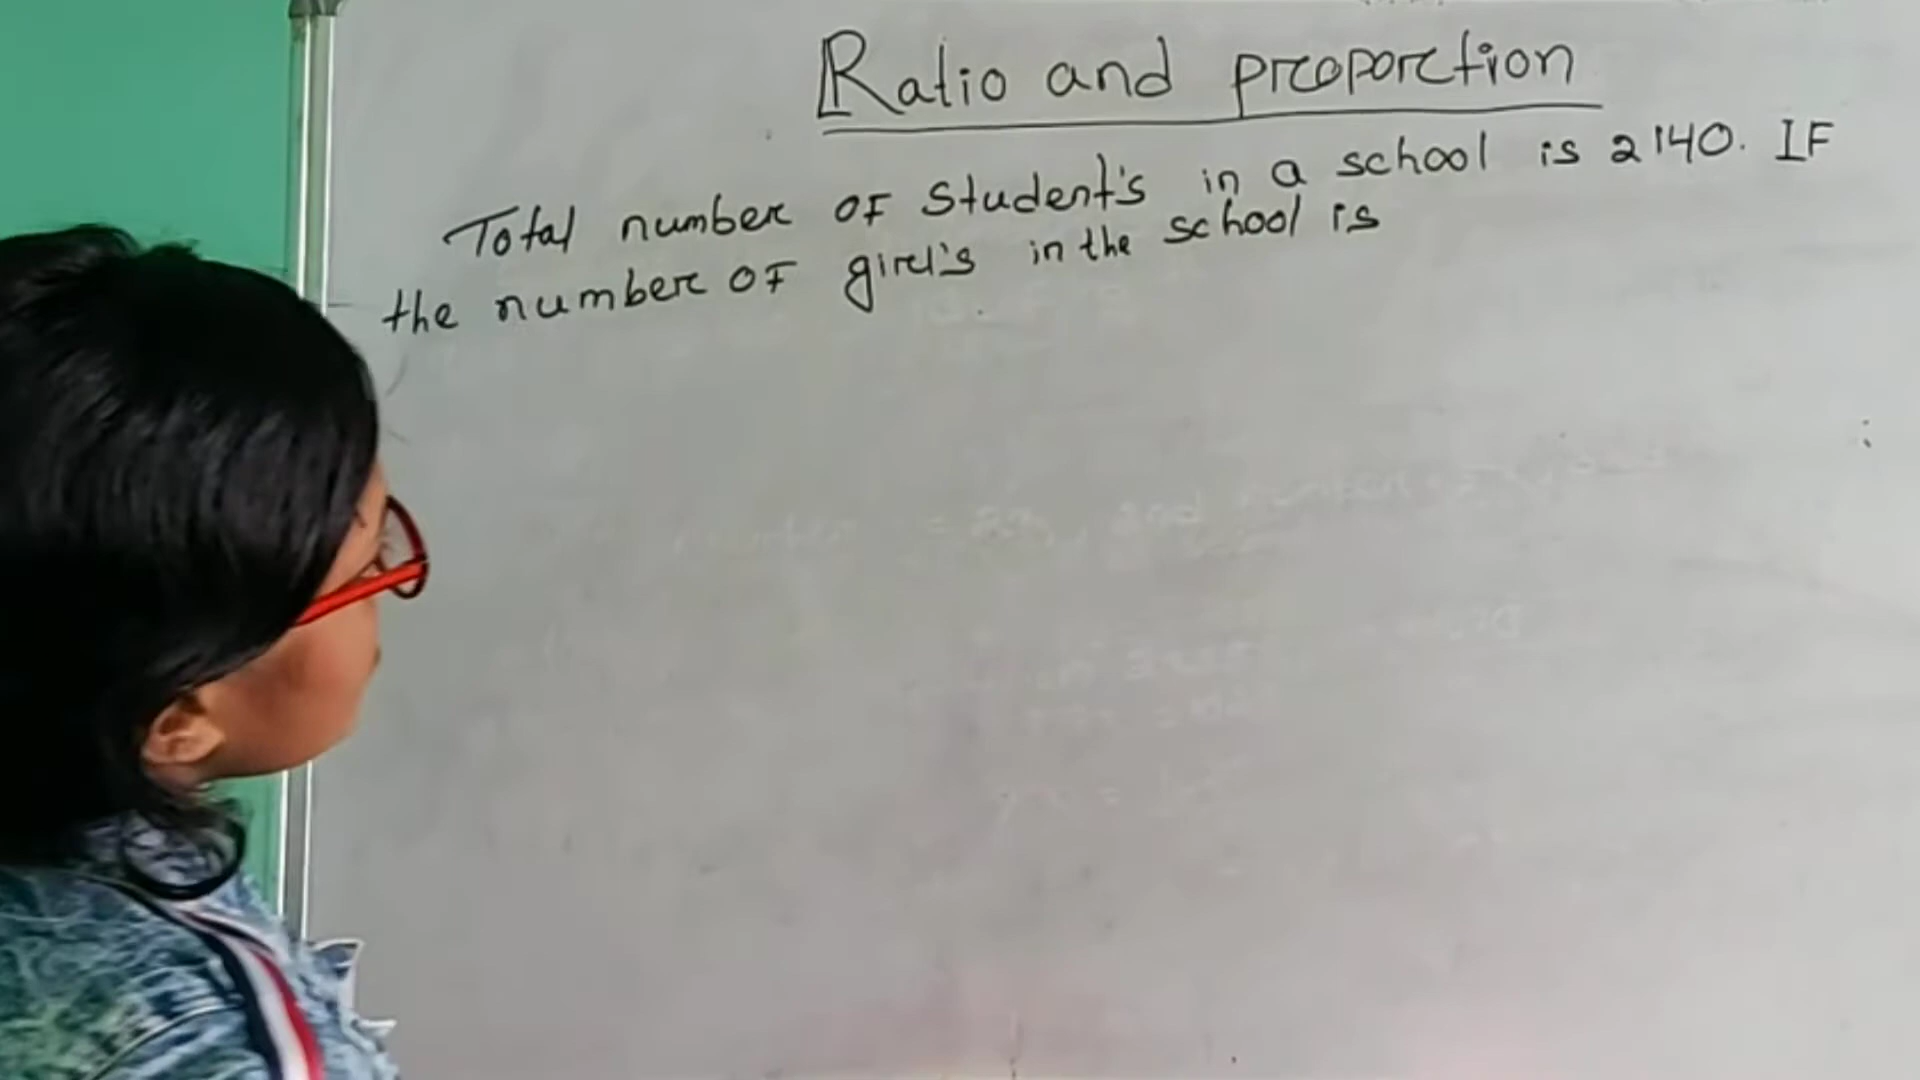 Ratio and proportion
Total number OF Student's in a school is 2140. IF
the number OF girl's in the school is